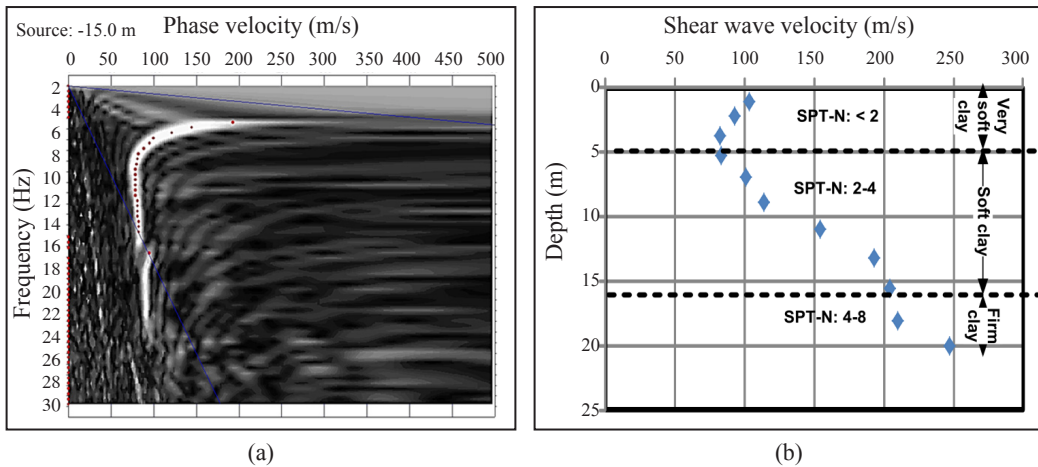 Source: -15.0 m
Phase velocity (m/s)
0 50 100 150 200 250 300 350 400 450 500
Frequency (Hz)
2
4
6
8
10
12
14
16
18
20
22
24
26
28
30
(a)
Shear wave velocity (m/s)
0 50 100 150 200 250 300
Depth (m)
0
5
10
15
20
25
SPT-N: < 2
Very
soft
clay
SPT-N: 2-4
Soft clay
SPT-N: 4-8
Firm
clay
(b)